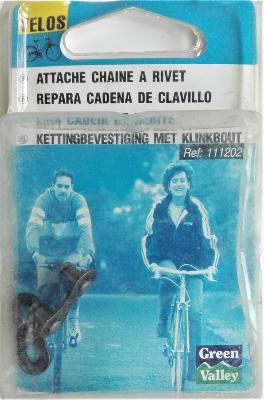 VELOS
ATTACHE CHAINE A RIVET
REPARA CADENA DE CLAVILLO
KETTINGBEVESTIGING MET KLINKBOUT
Ref: 111202
Green
Valley